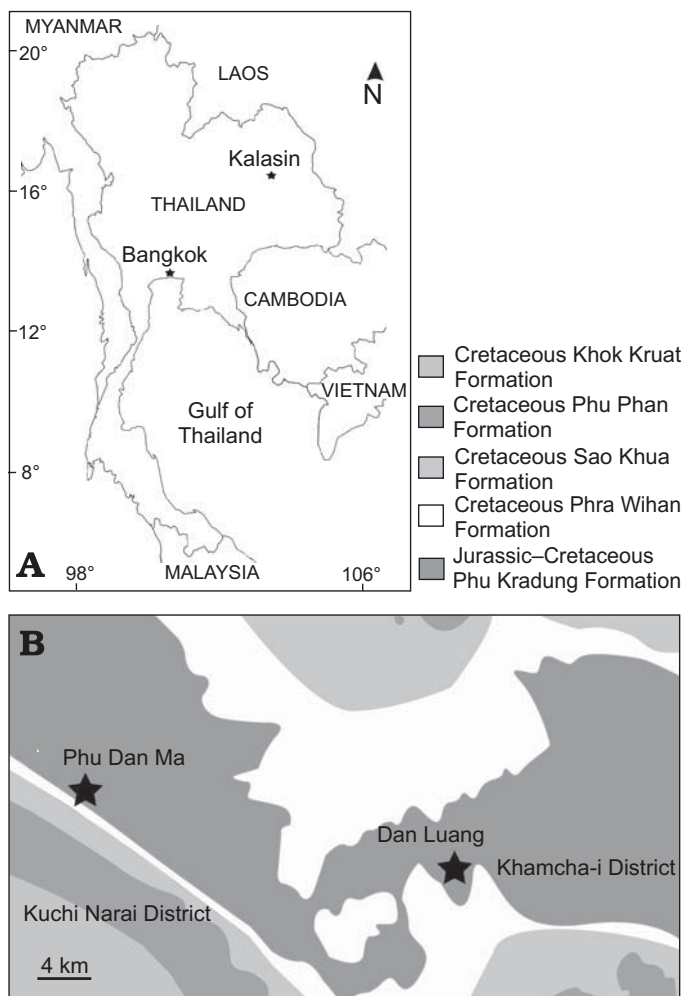 MYANMAR
20°
LAOS
N
Kalasin
16°
THAILAND
Bangkok
CAMBODIA
12°
VIETNAM
Gulf of
Thailand
8°
A
MALAYSIA
98°
106°
Cretaceous Khok Kruat
Formation
Cretaceous Phu Phan
Formation
Cretaceous Sao Khua
Formation
Cretaceous Phra Wihan
Formation
Jurassic–Cretaceous
Phu Kradung Formation
B
Phu Dan Ma
Dan Luang
Khamcha-i District
Kuchi Narai District
4 km